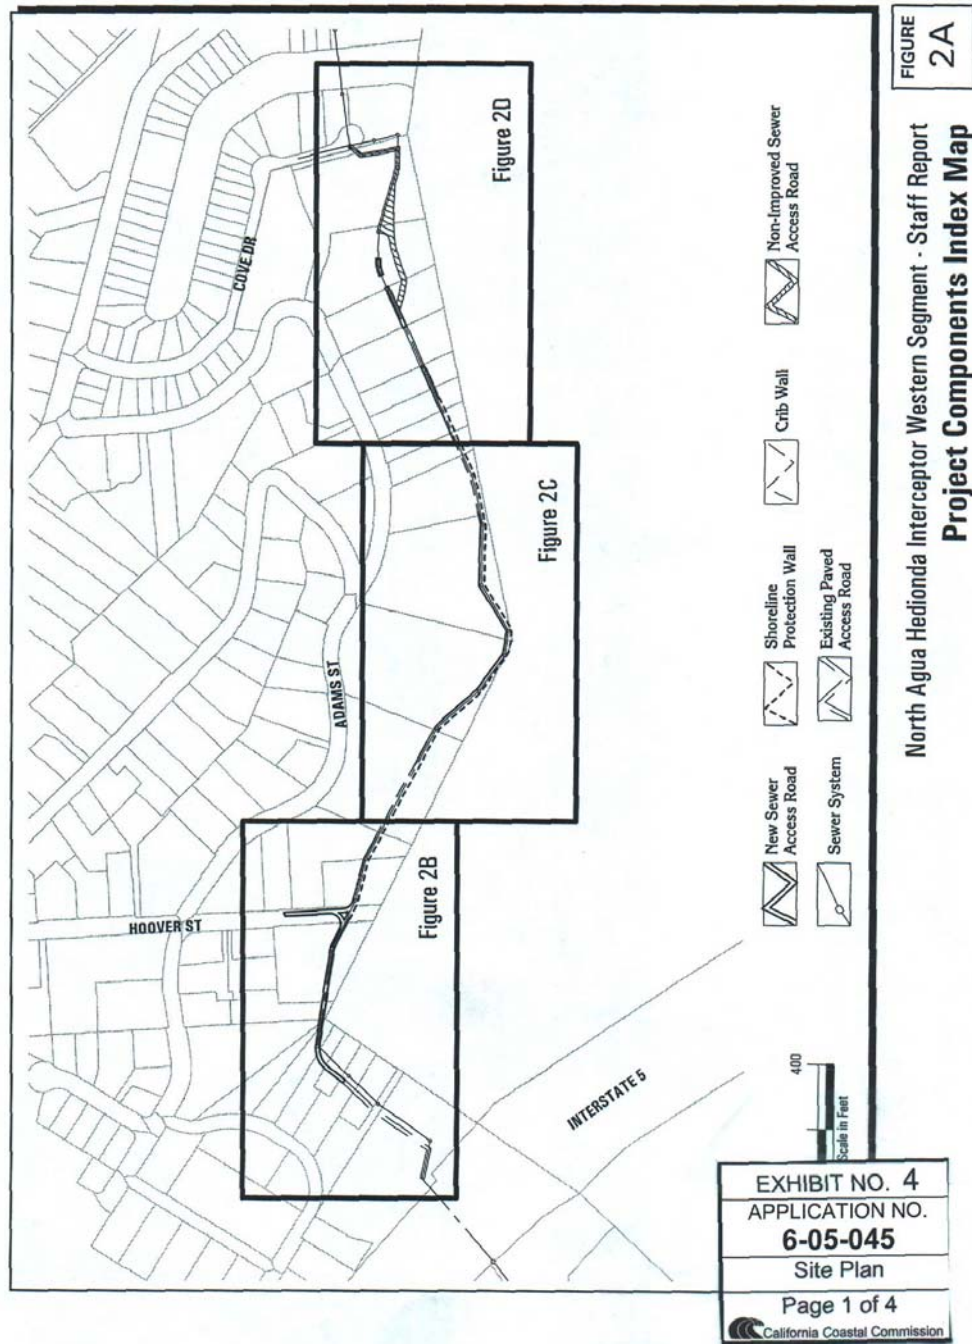 FIGURE
2A
North Agua Hedionda Interceptor Western Segment - Staff Report
Project Components Index Map
Figure 2D
Figure 2C
Figure 2B
COVE DR
ADAMS ST
HOOVER ST
INTERSTATE 5
New Sewer
Access Road
Shoreline
Protection Wall
Crib Wall
Non-Improved Sewer
Access Road
Sewer System
Existing Paved
Access Road
400
Scale in Feet
EXHIBIT NO. 4
APPLICATION NO.
6-05-045
Site Plan
Page 1 of 4
California Coastal Commission